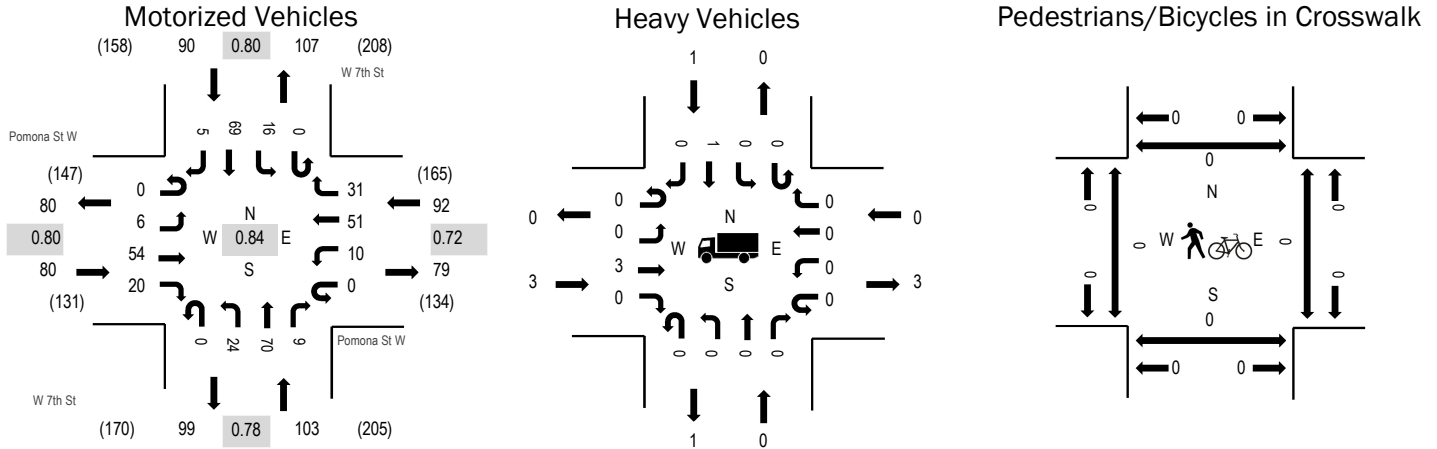 Motorized Vehicles
(158) 90 0.80 107 (208)
W 7th St
Pomona St W
5 69 16 0
(147) 0 31 (165)
80 6 51 92
0.80 N W 0.84 E S 0.72
80 54 10 79
(131) 20 0 (134)
0 24 70 9
Pomona St W
W 7th St
(170) 99 0.78 103 (205)
Heavy Vehicles
1 0
0 1 0 0
0 0
0 0 0 0
N
W E
S
3 3 0 3
0 0
0 0 0 0
1 0
Pedestrians/Bicycles in Crosswalk
0 0
0
0 0
N
0 W E 0
S
0 0
0
0 0